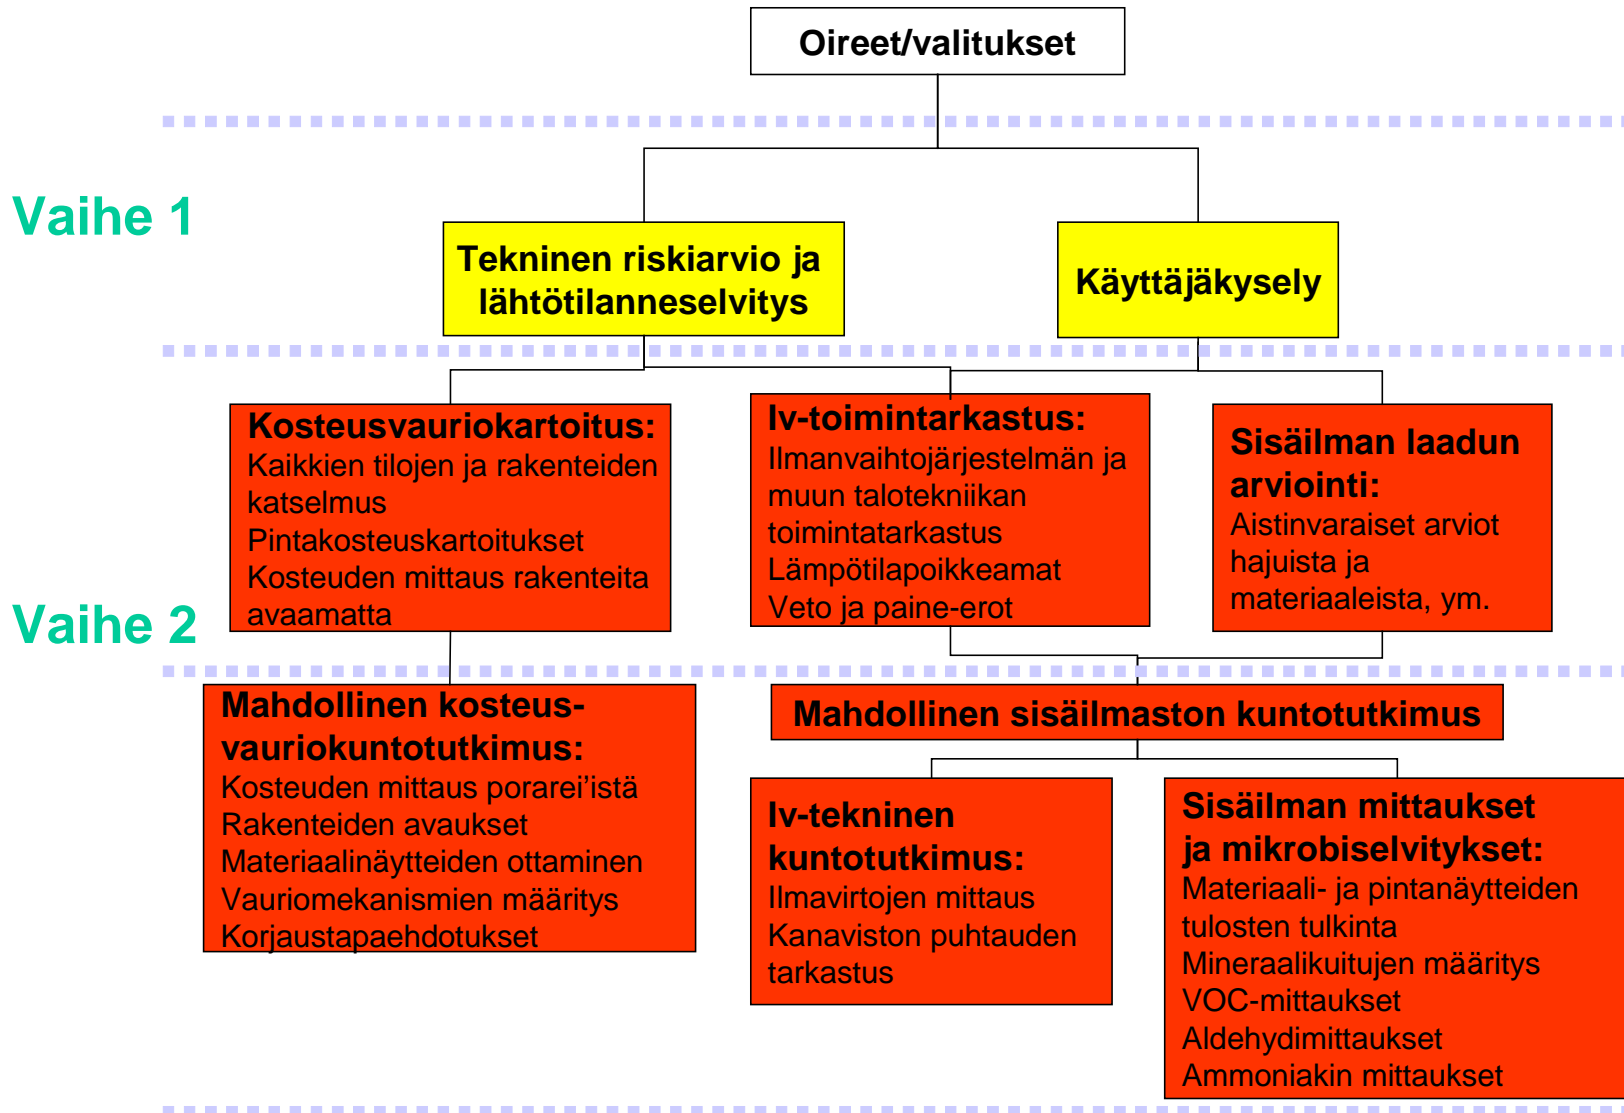 Oireet/valitukset
Vaihe 1
Tekninen riskiarvio ja
lähtötilanneselvitys
Käyttäjäkysely
Vaihe 2
Kosteusvauriokartoitus:
Kaikkien tilojen ja rakenteiden
katselmus
Pintakosteuskartoitukset
Kosteuden mittaus rakenteita
avaamatta
Iv-toimintarkastus:
Ilmanvaihtojärjestelmän ja
muun talotekniikan
toimintatarkastus
Lämpötilapoikkeamat
Veto ja paine-erot
Sisäilman laadun
arviointi:
Aistinvaraiset arviot
hajuista ja
materiaaleista, ym.
Mahdollinen kosteus-
vauriokuntotutkimus:
Kosteuden mittaus porarei’istä
Rakenteiden avaukset
Materiaalinäytteiden ottaminen
Vauriomekanismien määritys
Korjaustapaehdotukset
Mahdollinen sisäilmaston kuntotutkimus
Iv-tekninen
kuntotutkimus:
Ilmavirtojen mittaus
Kanaviston puhtauden
tarkastus
Sisäilman mittaukset
ja mikrobiselvitykset:
Materiaali- ja pintanäytteiden
tulosten tulkinta
Mineraalikuitujen määritys
VOC-mittaukset
Aldehydimittaukset
Ammoniakin mittaukset